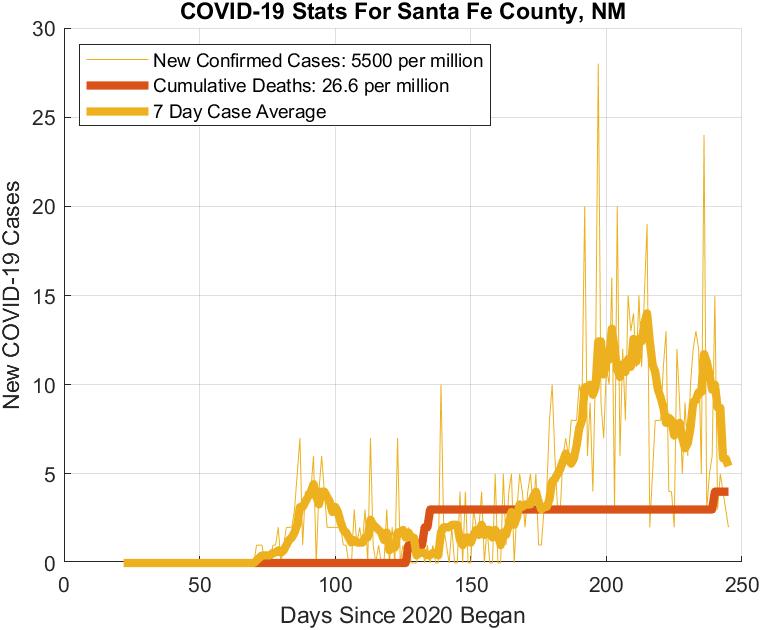 COVID-19 Stats For Santa Fe County, NM
New Confirmed Cases: 5500 per million
Cumulative Deaths: 26.6 per million
7 Day Case Average
New COVID-19 Cases
30
25
20
15
10
5
0
0 50 100 150 200 250
Days Since 2020 Began